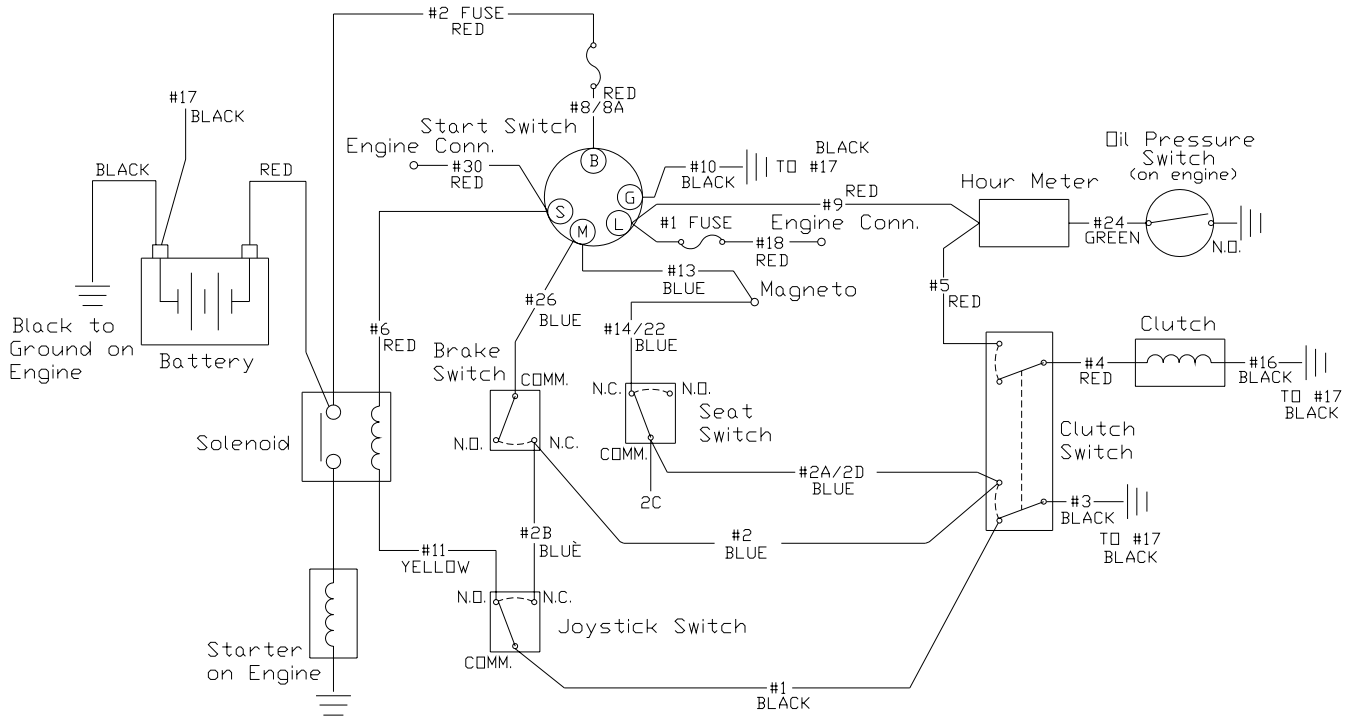 #2 FUSE
RED
#17
BLACK
RED
#8/8A
Start Switch
Engine Conn.
#30
RED
B
G
S
L
M
#10
BLACK
BLACK
TO #17
#9
RED
#1 FUSE
Engine Conn.
#18
RED
Hour Meter
Oil Pressure
Switch
(on engine)
#24
GREEN
N.O.
BLACK
RED
#13
BLUE
Magneto
#26
BLUE
#5
RED
Black to
Ground on
Engine
Battery
#6
RED
#14/22
BLUE
Brake
Switch
COMM.
N.O.
N.C.
N.C.
N.O.
Seat
Switch
COMM.
2C
Clutch
#4
RED
#16
BLACK
TO #17
BLACK
Solenoid
Clutch
Switch
#2A/2D
BLUE
#3
BLACK
TO #17
BLACK
#2
BLUE
#2B
BLUÈ
#11
YELLOW
N.O.
N.C.
Joystick Switch
COMM.
Starter
on Engine
#1
BLACK